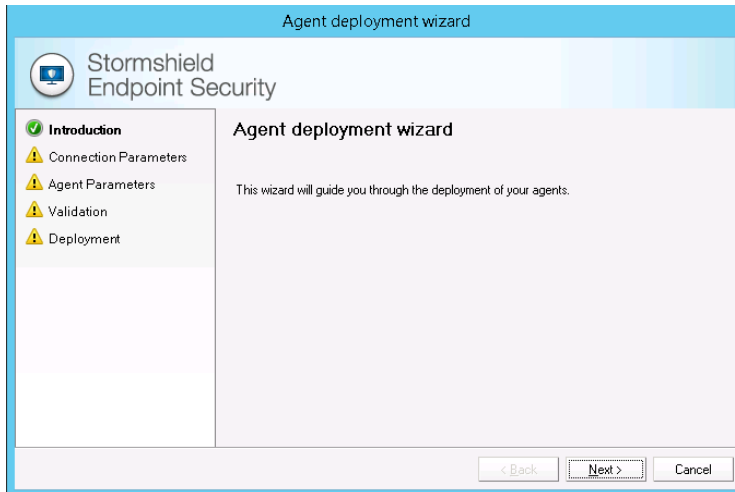 Agent deployment wizard
Stormshield
Endpoint Security
Introduction
Connection Parameters
Agent Parameters
Validation
Deployment
Agent deployment wizard
This wizard will guide you through the deployment of your agents.
< Back
Next >
Cancel